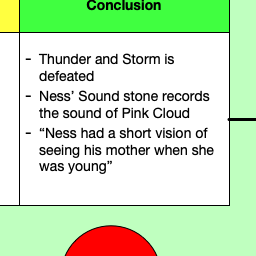 Conclusion
- Thunder and Storm is
defeated
- Ness’ Sound stone records
the sound of Pink Cloud
- “Ness had a short vision of
seeing his mother when she
was young”